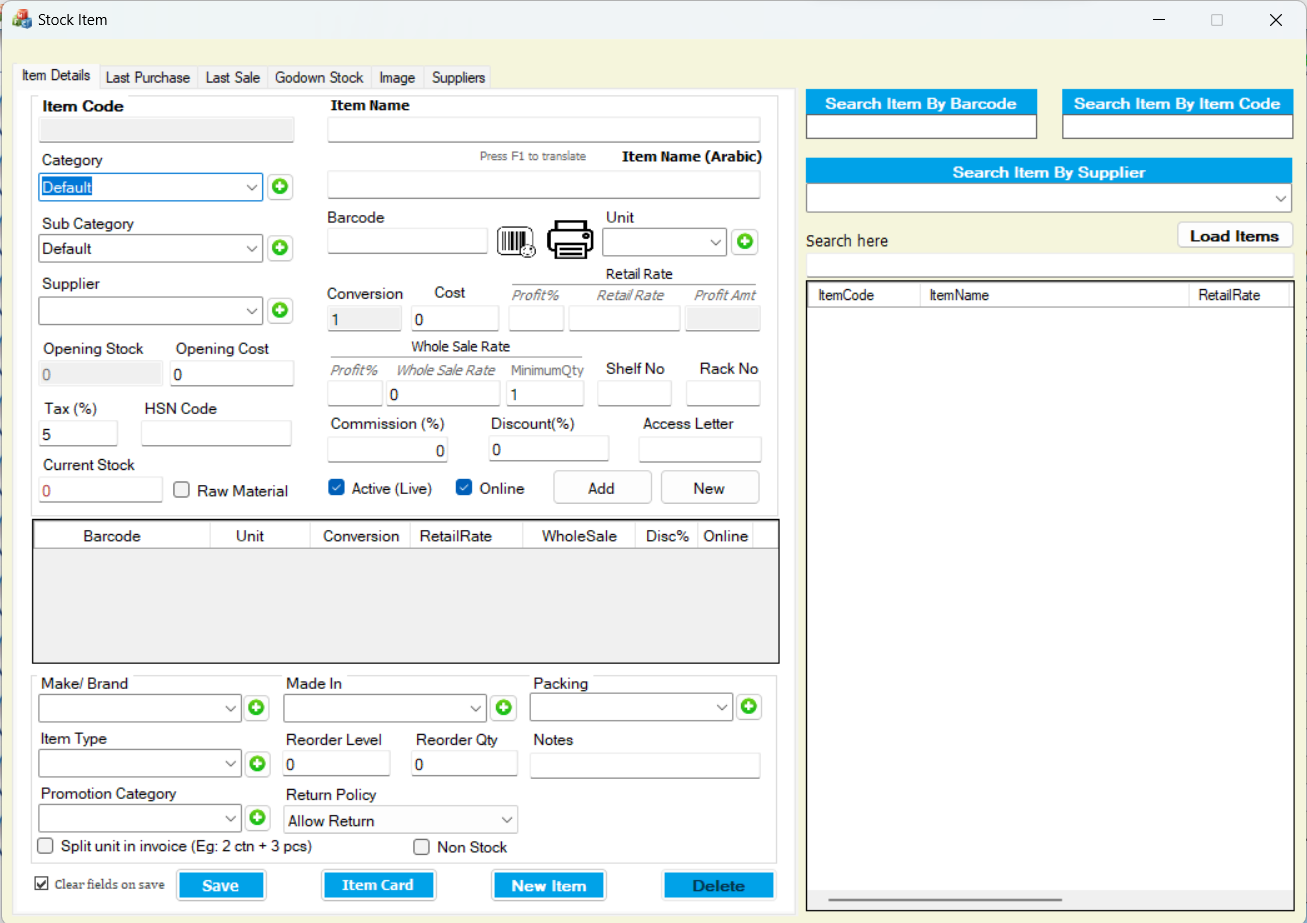 Stock Item
Item Details Last Purchase Last Sale Godown Stock Image Suppliers
Item Code
Item Name
Category
Press F1 to translate Item Name (Arabic)
Default
Sub Category
Barcode
Unit
Default
Supplier
Retail Rate
Conversion Cost Profit% Retail Rate Profit Amt
1 0
Opening Stock Opening Cost
Whole Sale Rate
0 0
Profit% Whole Sale Rate MinimumQty Shelf No Rack No
0 1
Tax (%) HSN Code
5
Commission (%) Discount(%) Access Letter
0 0
Current Stock
0 Raw Material
Active (Live) Online Add New
Barcode Unit Conversion RetailRate WholeSale Disc% Online
Make/ Brand Made In Packing
Item Type Reorder Level Reorder Qty Notes
0 0
Promotion Category Return Policy
Allow Return
Split unit in invoice (Eg: 2 ctn + 3 pcs) Non Stock
Clear fields on save Save Item Card New Item Delete
Search Item By Barcode Search Item By Item Code
Search Item By Supplier
Search here Load Items
ItemCode ItemName RetailRate